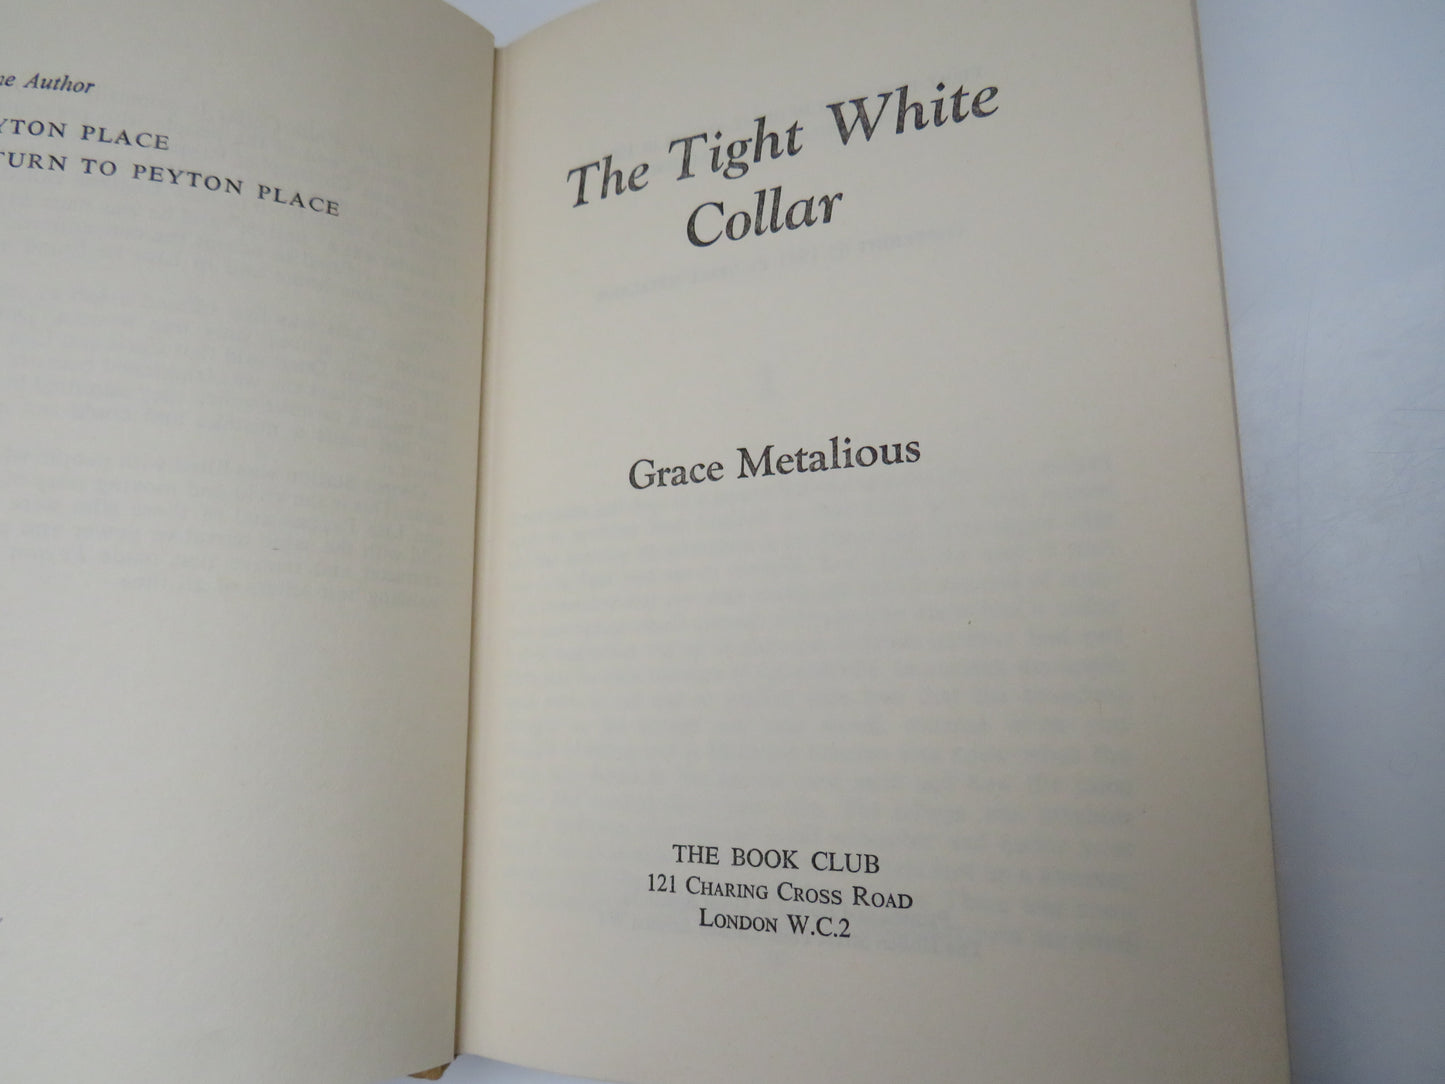 he Author
YTON PLACE
TURN TO PEYTON PLACE
The Tight White
Collar
Grace Metalious
THE BOOK CLUB
121 CHARING CROSS ROAD
LONDON W.C.2